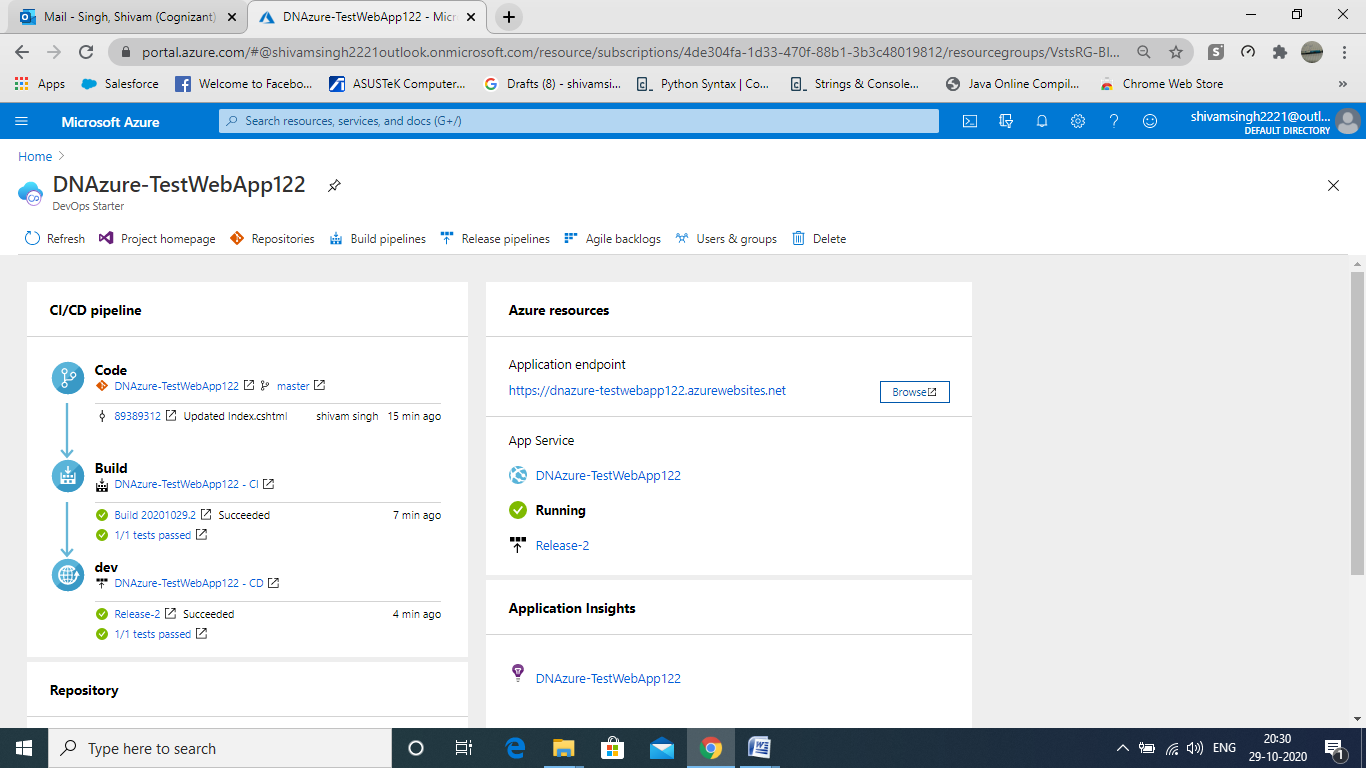 Mail - Singh, Shivam (Cognizant)
DNAzure-TestWebApp122 - Micr
portal.azure.com/#@shivamsingh2221outlook.onmicrosoft.com/resource/subscriptions/4de304fa-1d33-470f-88b1-3b3c48019812/resourcegroups/VstsRG-Bl...
Apps Salesforce Welcome to Facebo... ASUSTeK Computer... Drafts (8) - shivamsi... Python Syntax | Co... Strings & Console... Java Online Compil... Chrome Web Store »
Microsoft Azure
Search resources, services, and docs (G+/)
shivamsingh2221@outl...
DEFAULT DIRECTORY
Home
DNAzure-TestWebApp122
DevOps Starter
Refresh Project homepage Repositories Build pipelines Release pipelines Agile backlogs Users & groups Delete
CI/CD pipeline
Code
DNAzure-TestWebApp122 master
89389312 Updated Index.cshtml shivam singh 15 min ago
Build
DNAzure-TestWebApp122 - CI
Build 20201029.2 Succeeded 7 min ago
1/1 tests passed
dev
DNAzure-TestWebApp122 - CD
Release-2 Succeeded 4 min ago
1/1 tests passed
Repository
Azure resources
Application endpoint
https://dnazure-testwebapp122.azurewebsites.net
Browse
App Service
DNAzure-TestWebApp122
Running
Release-2
Application Insights
DNAzure-TestWebApp122
Type here to search
ENG
20:30
29-10-2020
1